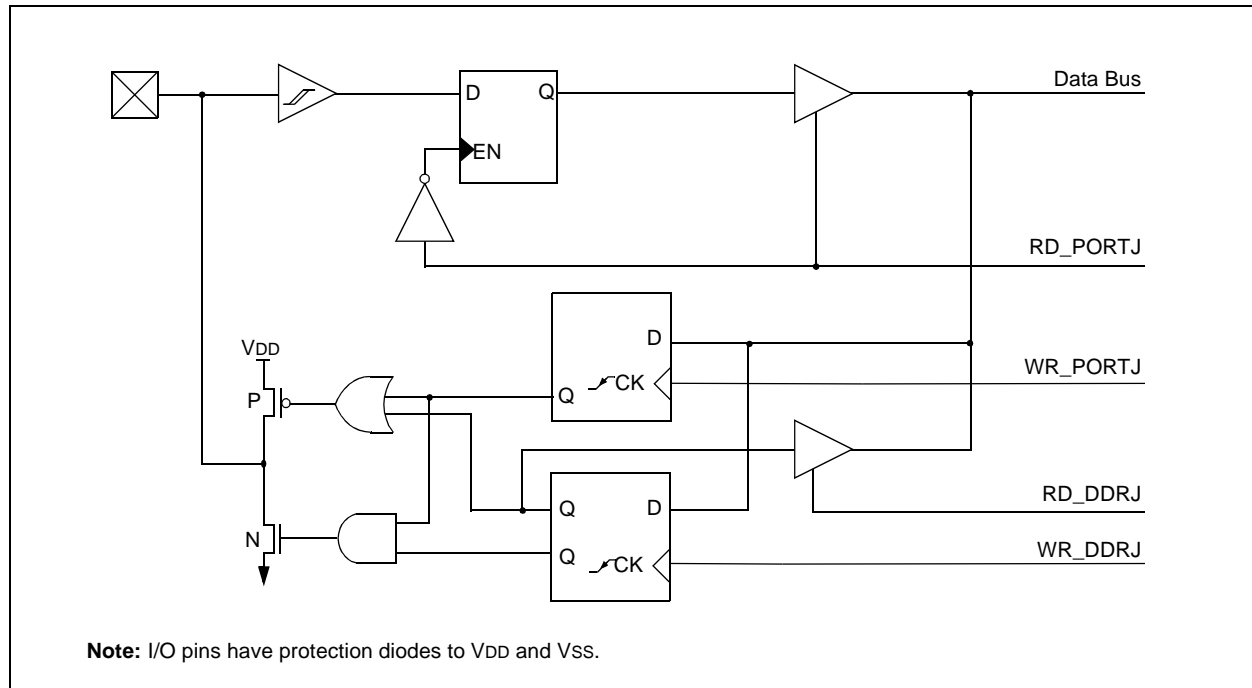 Data Bus
D
Q
EN
RD_PORTJ
VDD
D
WR_PORTJ
P
Q
CK
Q
D
RD_DDRJ
N
Q
CK
WR_DDRJ
Note: I/O pins have protection diodes to VDD and VSS.